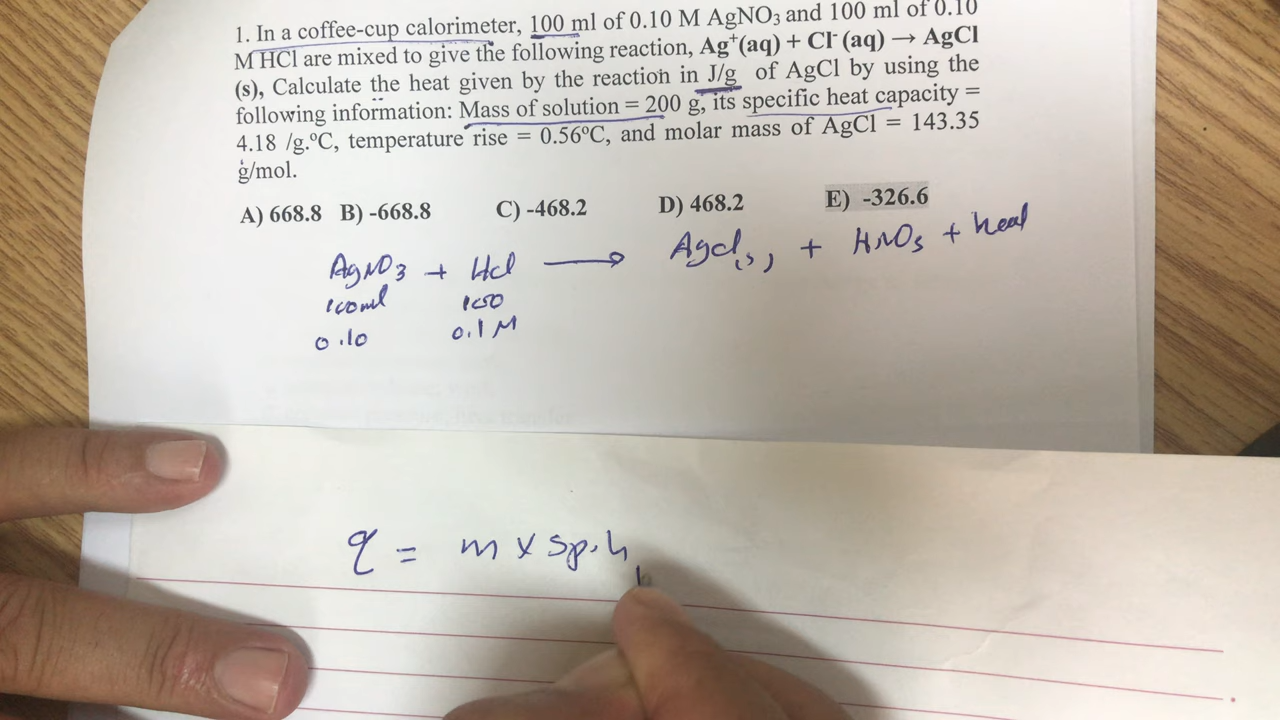 1. In a coffee-cup calorimeter, 100 ml of 0.10 M AgNO₃ and 100 ml of 0.10
M HCl are mixed to give the following reaction, Ag⁺(aq) + Cl⁻ (aq) → AgCl
(s), Calculate the heat given by the reaction in J/g of AgCl by using the
following information: Mass of solution = 200 g, its specific heat capacity =
4.18 /g.ºC, temperature rise = 0.56ºC, and molar mass of AgCl = 143.35
g/mol.
A) 668.8 B) -668.8 C) -468.2 D) 468.2 E) -326.6
AgNO3 + Hcl → Agcl(s) + HNO3 + heat
100ml 100
0.10 0.1 M
q = m x sp.h